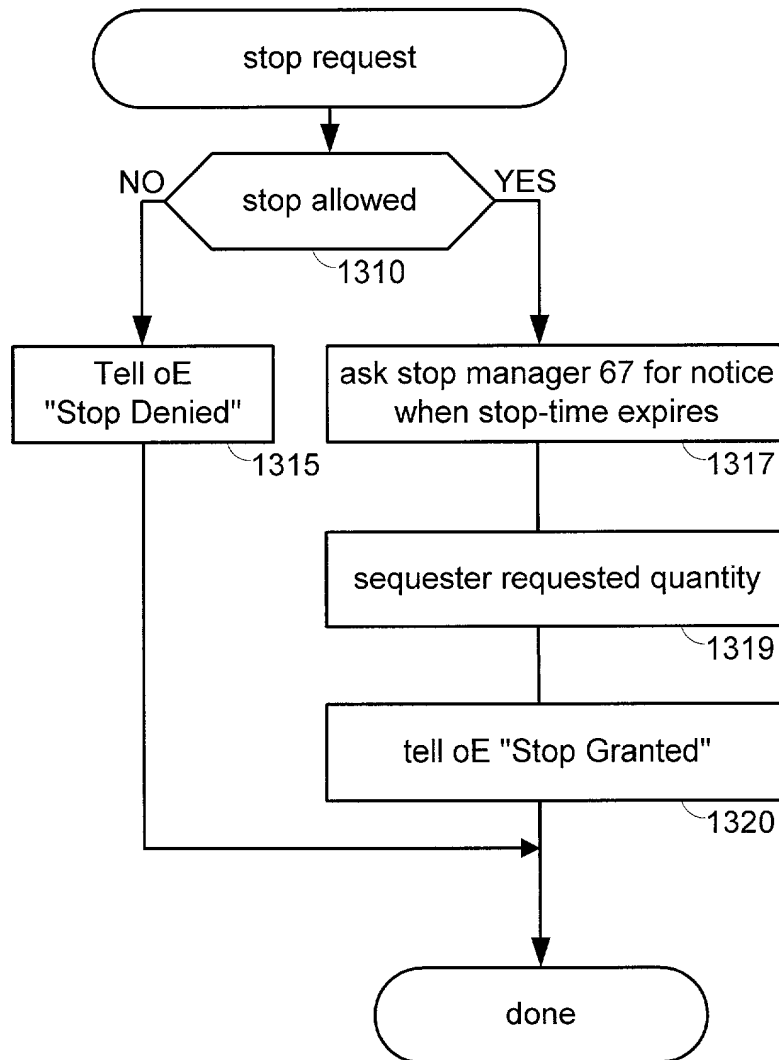 stop request
NO
YES
stop allowed
1310
Tell oE
"Stop Denied"
1315
ask stop manager 67 for notice
when stop-time expires
1317
sequester requested quantity
1319
tell oE "Stop Granted"
1320
done